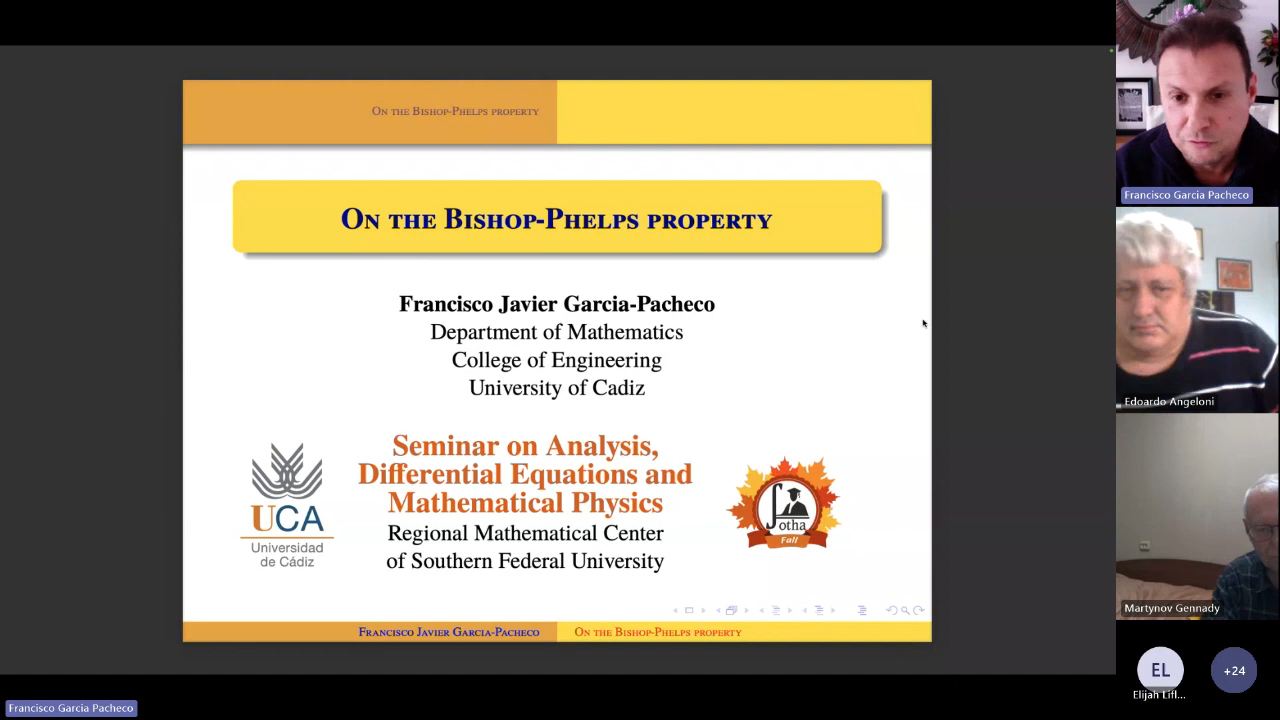 On the Bishop-Phelps property
On the Bishop-Phelps property
Francisco Javier Garcia-Pacheco
Department of Mathematics
College of Engineering
University of Cadiz
Seminar on Analysis,
Differential Equations and
Mathematical Physics
Regional Mathematical Center
of Southern Federal University
UCA
Universidad
de Cádiz
otha
Fall
Francisco Javier Garcia-Pacheco
On the Bishop-Phelps property
Francisco Garcia Pacheco
Francisco Garcia Pacheco
Edoardo Angeloni
Martynov Gennady
EL
+24
Elijah Lifl...